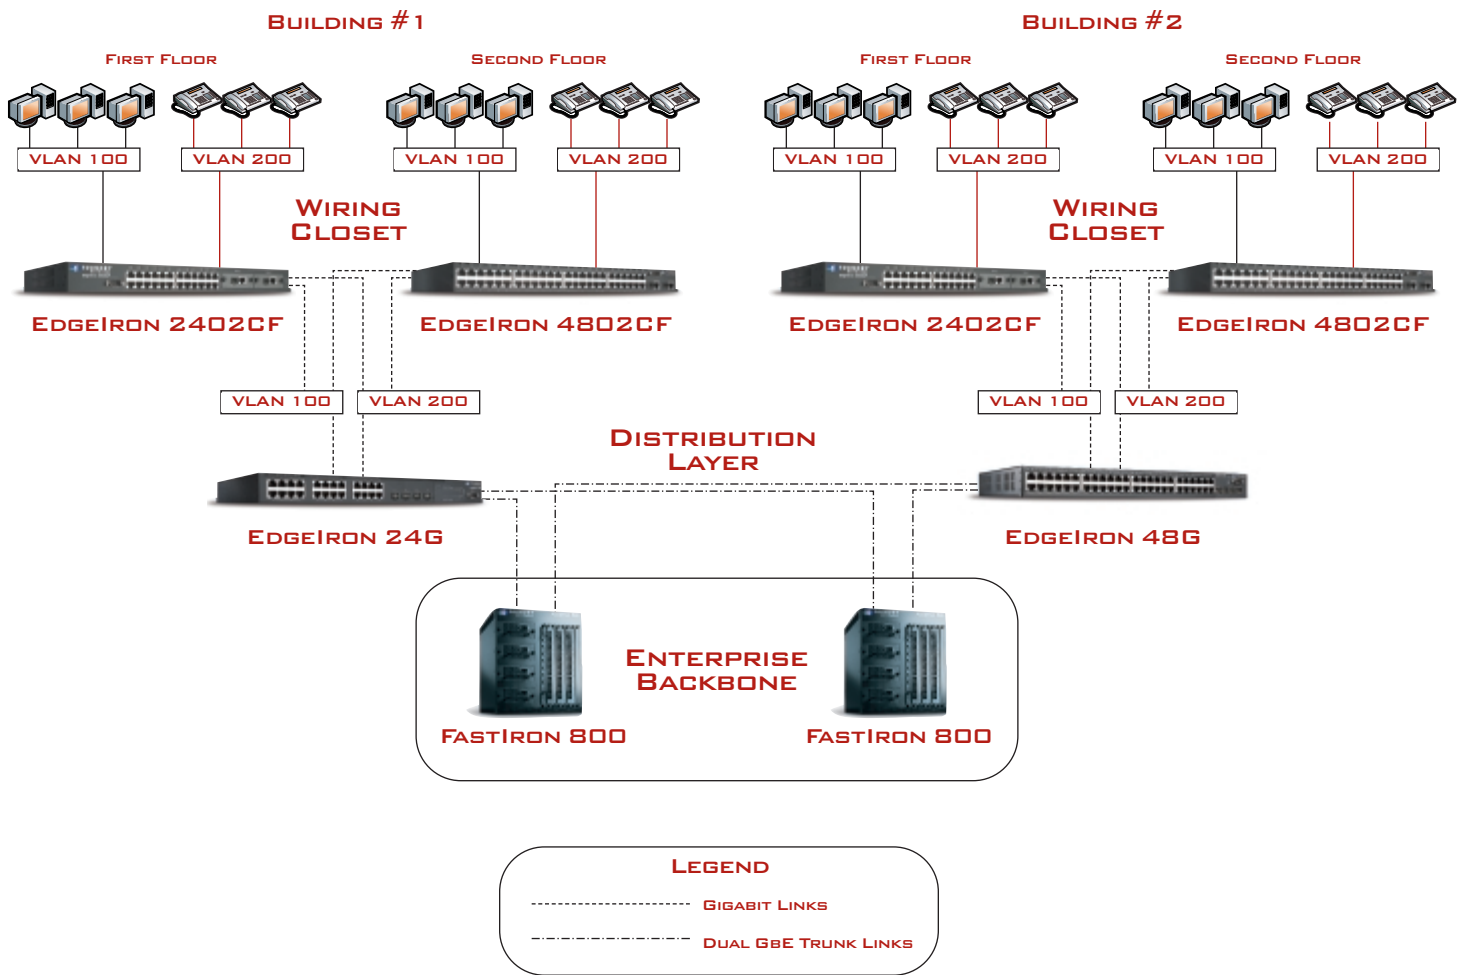 Building #1
Building #2
First Floor
Second Floor
First Floor
Second Floor
VLAN 100
VLAN 200
VLAN 100
VLAN 200
VLAN 100
VLAN 200
VLAN 100
VLAN 200
Wiring
Closet
Wiring
Closet
EdgeIron 2402CF
EdgeIron 4802CF
EdgeIron 2402CF
EdgeIron 4802CF
VLAN 100
VLAN 200
VLAN 100
VLAN 200
Distribution
Layer
EdgeIron 24G
EdgeIron 48G
Enterprise
Backbone
FastIron 800
FastIron 800
Legend
Gigabit Links
Dual GbE Trunk Links